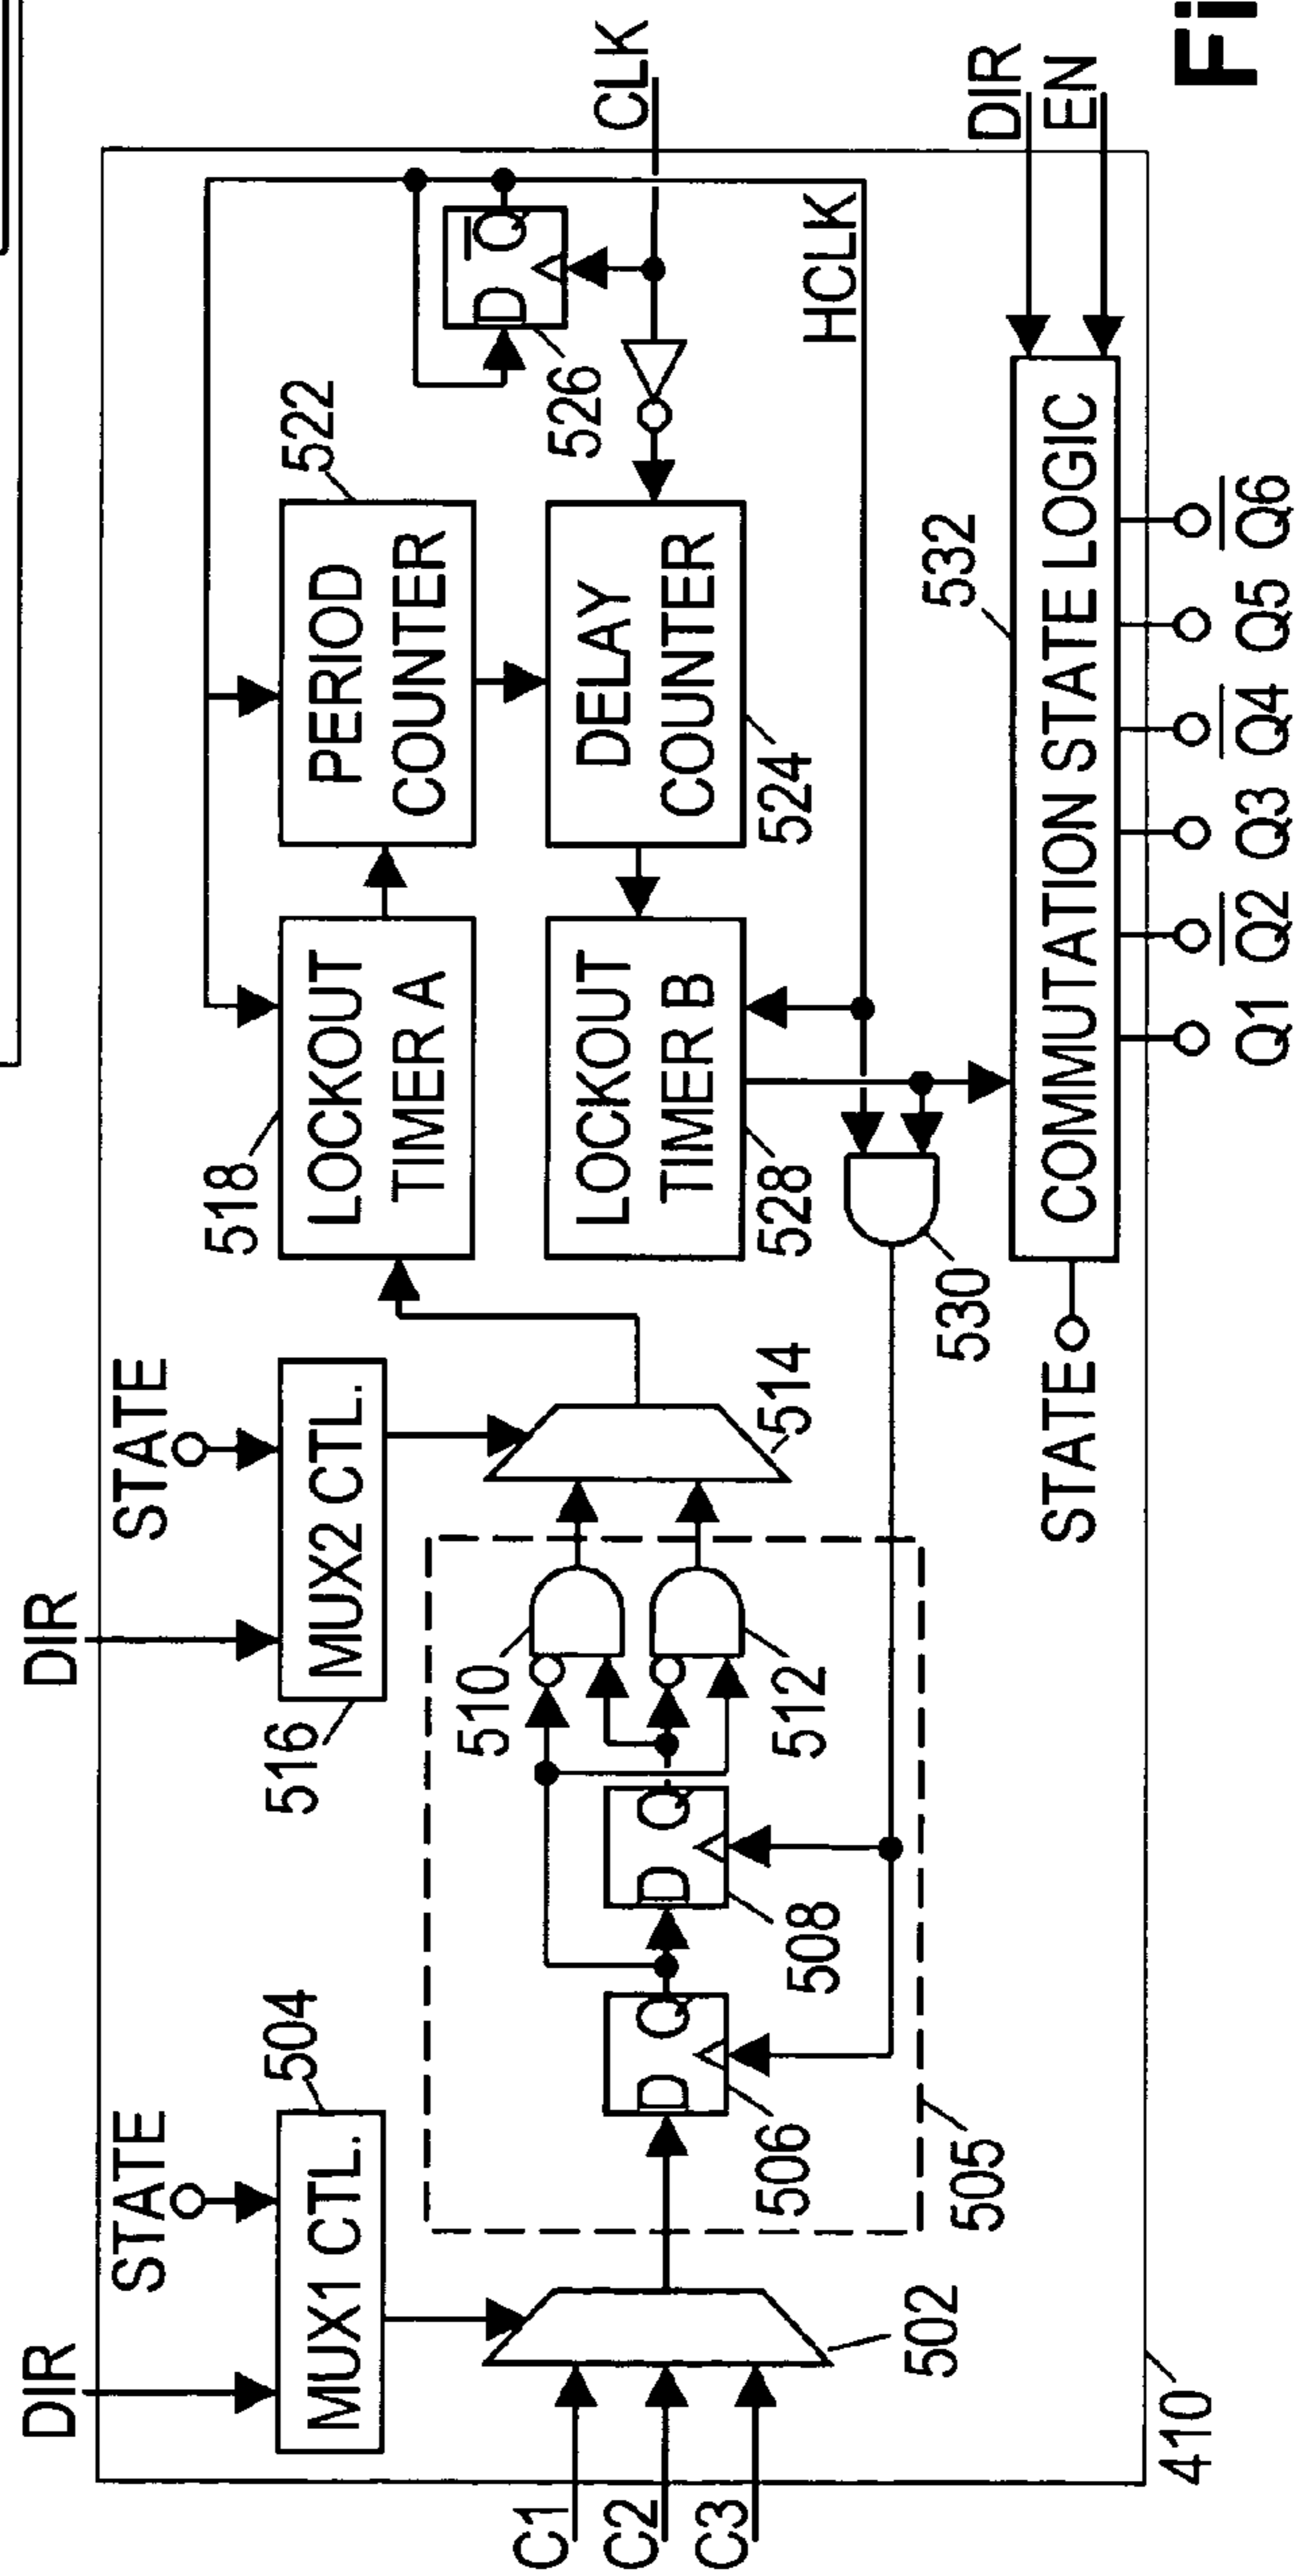 DIR
STATE
504
MUX1 CTL.
C1
C2
C3
502
D Q
506
D Q
508
505
510
512
DIR
STATE
516
MUX2 CTL.
514
518
LOCKOUT
TIMER A
522
PERIOD
COUNTER
LOCKOUT
TIMER B
528
DELAY
COUNTER
524
D Q̅
526
CLK
HCLK
530
STATE
532
COMMUTATION STATE LOGIC
DIR
EN
Q1 Q̅2̅ Q3 Q̅4̅ Q5 Q̅6̅
410
Fi